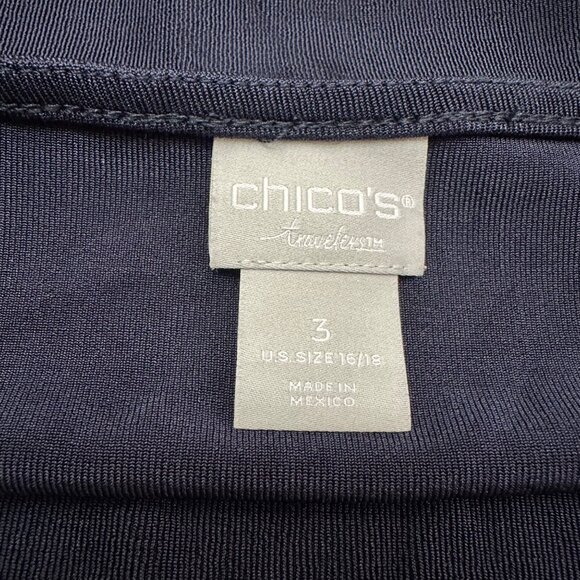 chico's®
travelers™
3
U.S. SIZE 16/18
MADE IN
MEXICO